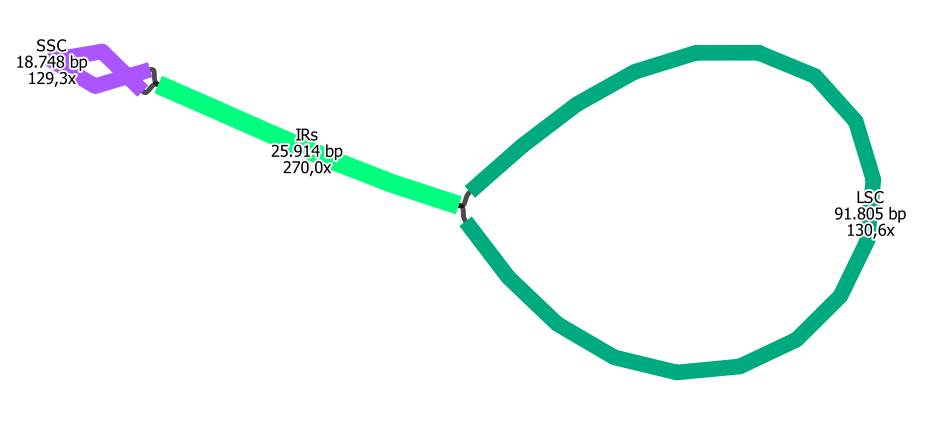 SSC
18.748 bp
129,3x
IRs
25.914 bp
270,0x
LSC
91.805 bp
130,6x